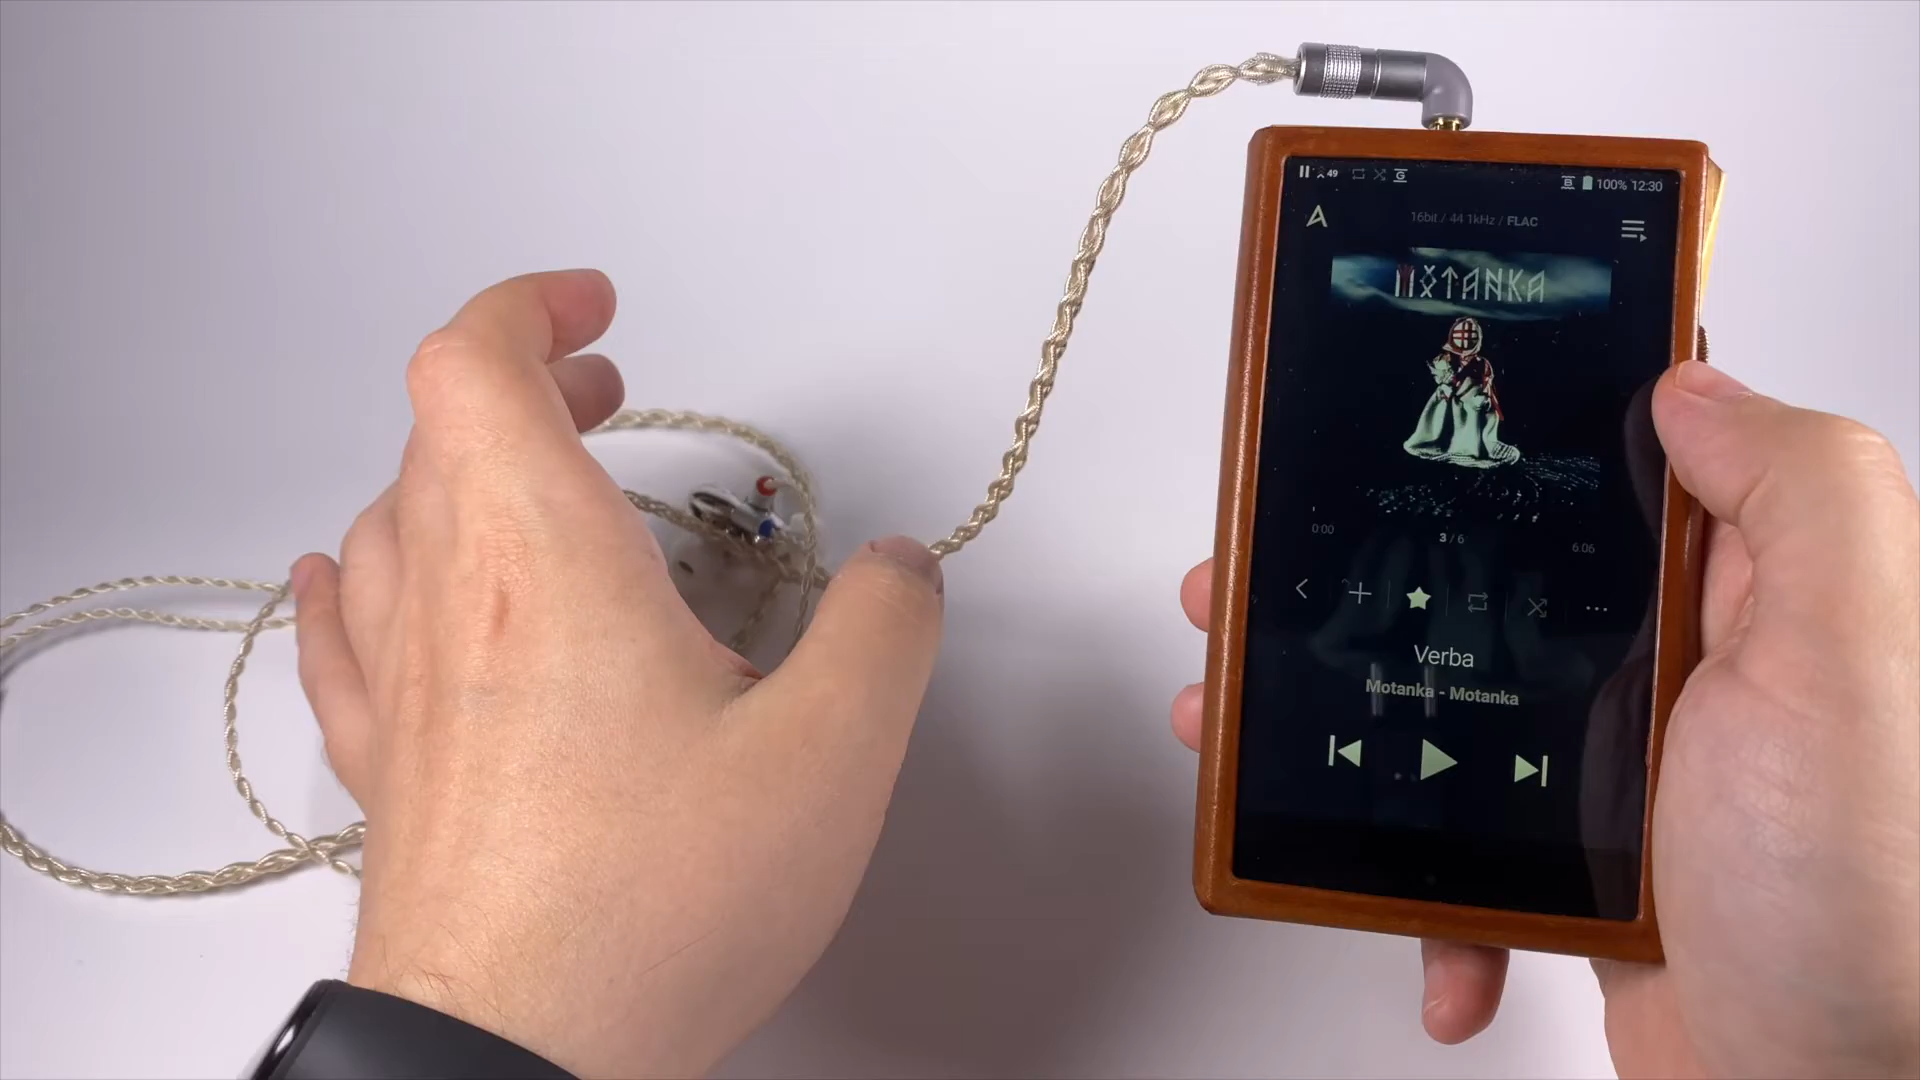 49 G B 100% 12:30
16bit / 44.1kHz / FLAC
MOTANKA
0:00 3 / 6 6:06
Verba
Motanka - Motanka